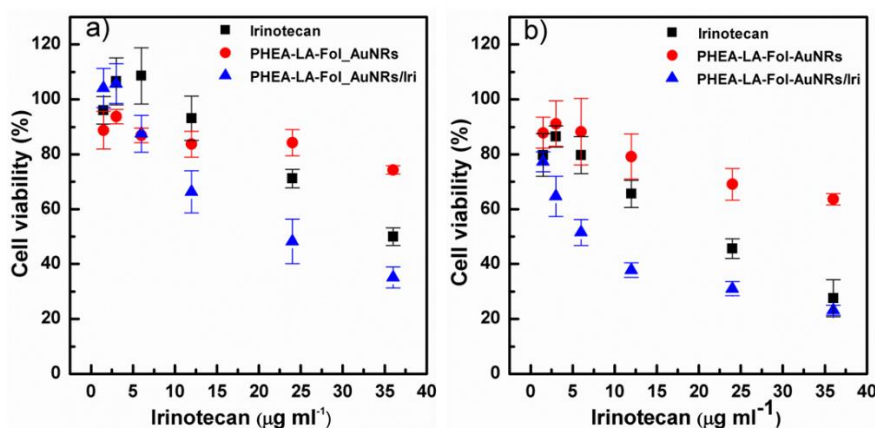 a)
Irinotecan
PHEA-LA-Fol_AuNRs
PHEA-LA-Fol_AuNRs/Iri
120
100
80
60
40
20
0
Cell viability (%)
0 5 10 15 20 25 30 35 40
Irinotecan (μg ml⁻¹)
b)
Irinotecan
PHEA-LA-Fol-AuNRs
PHEA-LA-Fol-AuNRs/Iri
120
100
80
60
40
20
0
Cell viability (%)
0 5 10 15 20 25 30 35 40
Irinotecan (μg ml⁻¹)